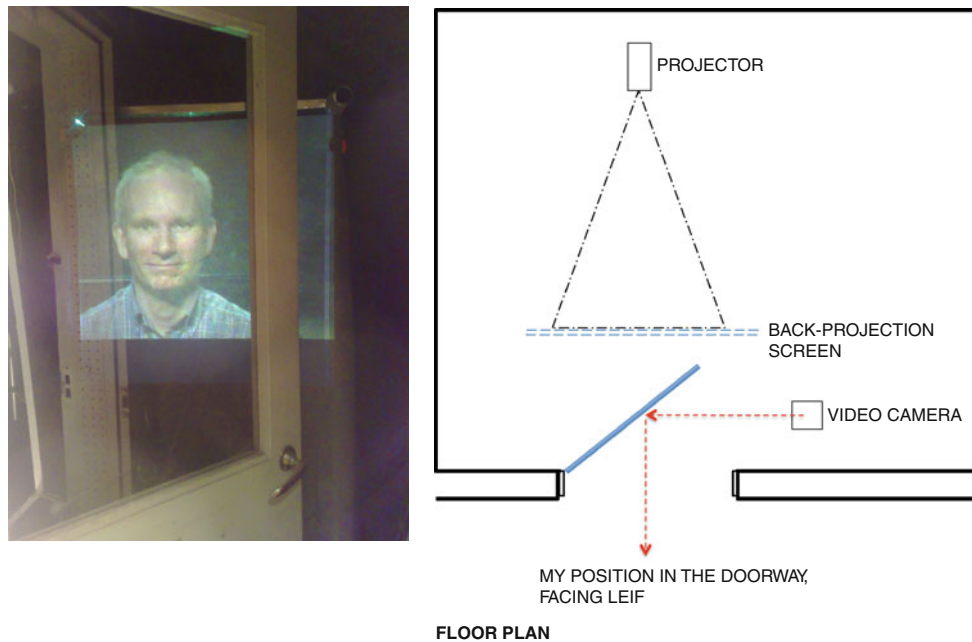 PROJECTOR
BACK-PROJECTION
SCREEN
VIDEO CAMERA
MY POSITION IN THE DOORWAY,
FACING LEIF
FLOOR PLAN